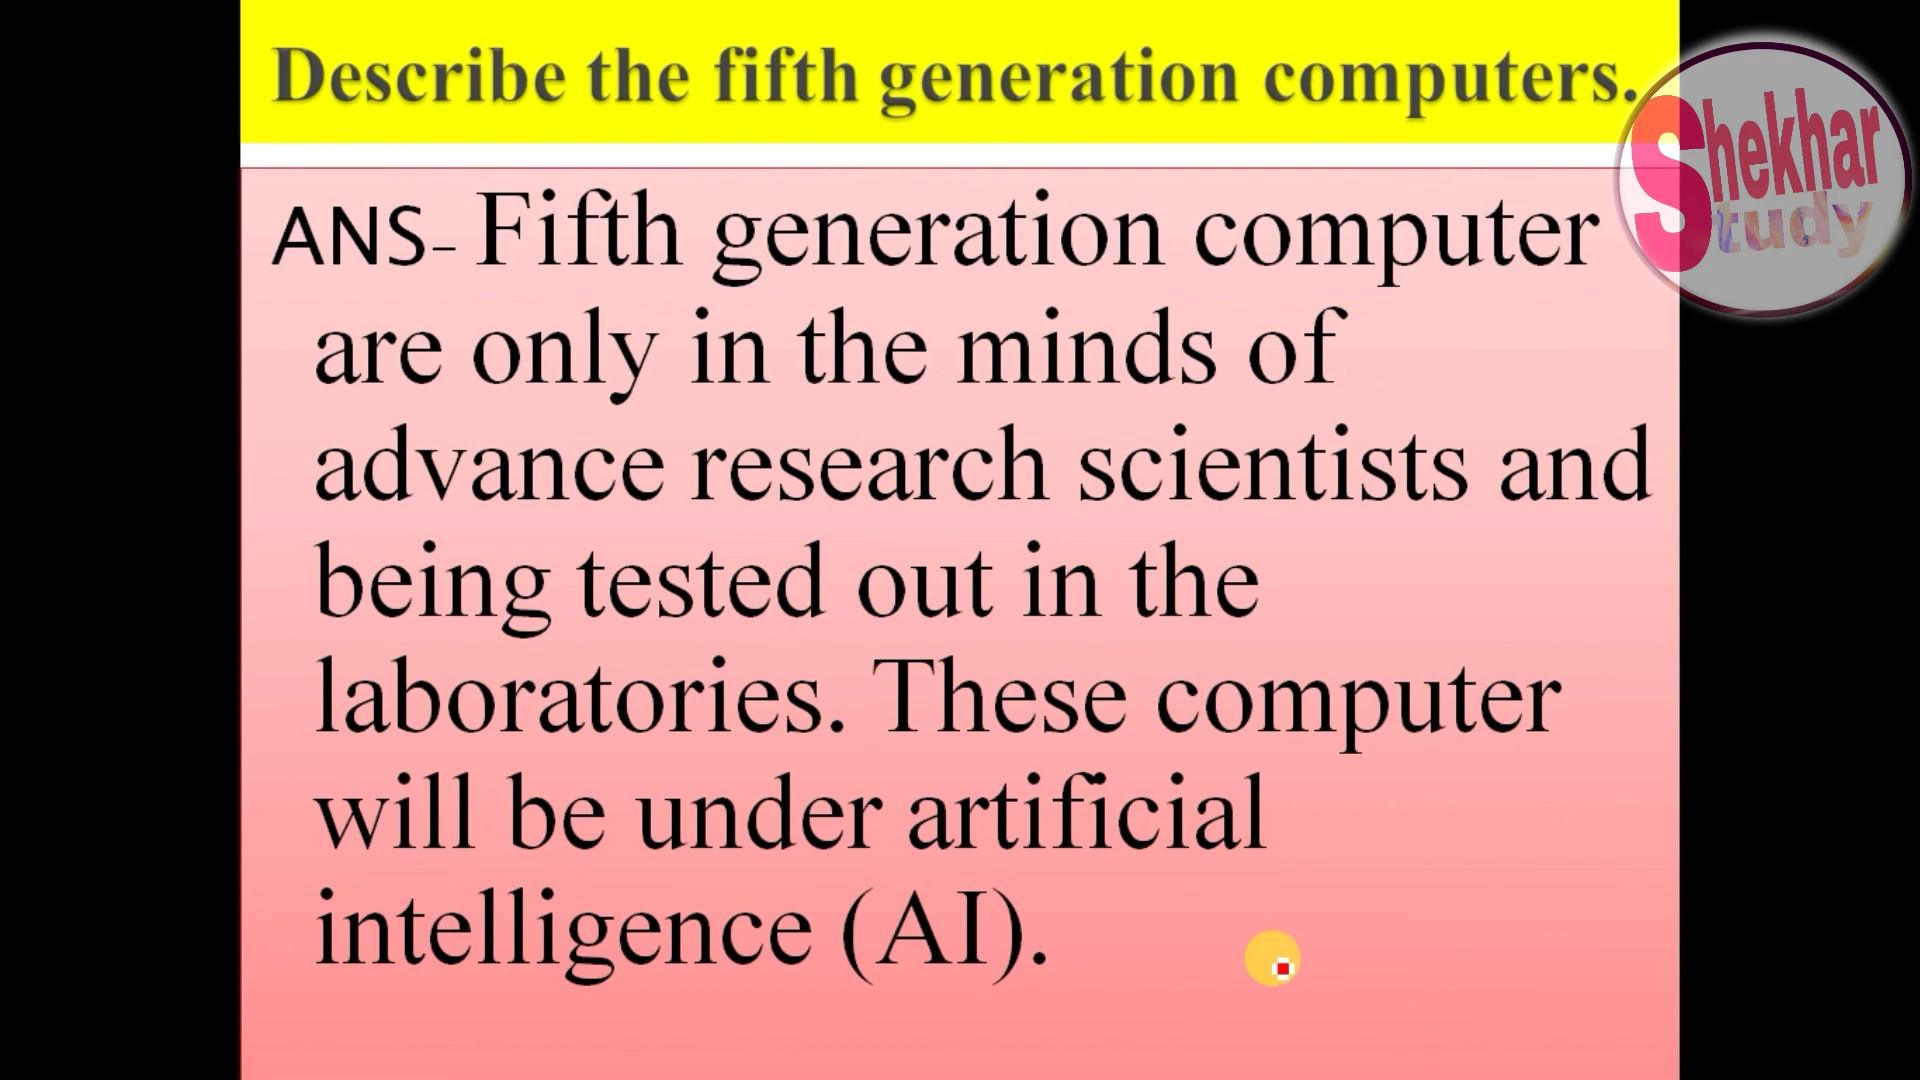 Describe the fifth generation computers.
Shekhar
tudy
ANS- Fifth generation computer
are only in the minds of
advance research scientists and
being tested out in the
laboratories. These computer
will be under artificial
intelligence (AI).